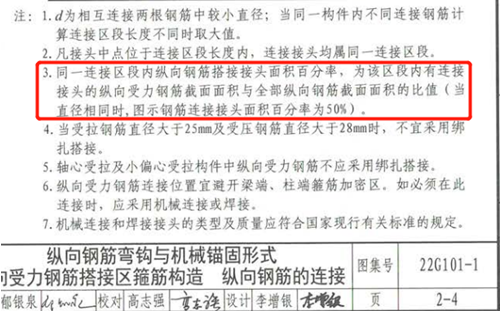 注：1.d为相互连接两根钢筋中较小直径；当同一构件内不同连接钢筋计
算连接区段长度不同时取大值。
2.凡接头中点位于连接区段长度内，连接接头均属同一连接区段。
3.同一连接区段内纵向钢筋搭接接头面积百分率，为该区段内有连接
接头的纵向受力钢筋截面面积与全部纵向钢筋截面面积的比值（当
直径相同时,图示钢筋连接接头面积百分率为50%）。
4.当受拉钢筋直径大于25mm及受压钢筋直径大于28mm时，不宜采用绑
扎搭接。
5.轴心受拉及小偏心受拉构件中纵向受力钢筋不应采用绑扎搭接。
6.纵向受力钢筋连接位置宜避开梁端、柱端箍筋加密区。如必须在此
连接时，应采用机械连接或焊接。
7.机械连接和焊接接头的类型及质量应符合国家现行有关标准的规定。
纵向钢筋弯钩与机械锚固形式
向受力钢筋搭接区箍筋构造 纵向钢筋的连接
图集号 22G101-1
郁银泉 校对 高志强 设计 李增银 李增银 页 2-4